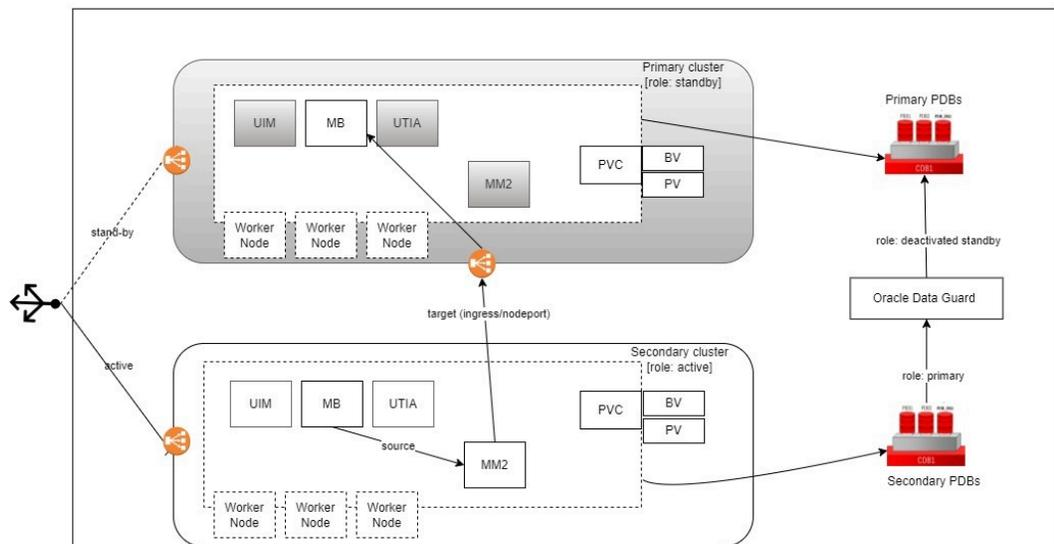 Primary cluster
[role: standby]
UIM
MB
UTIA
MM2
PVC
BV
PV
Worker
Node
Worker
Node
Worker
Node
Primary PDBs
CDB1
stand-by
active
target (ingress/nodeport)
role: deactivated standby
Oracle Data Guard
role: primary
Secondary cluster
[role: active]
UIM
MB
UTIA
source
MM2
PVC
BV
PV
Worker
Node
Worker
Node
Worker
Node
CDB1
Secondary PDBs